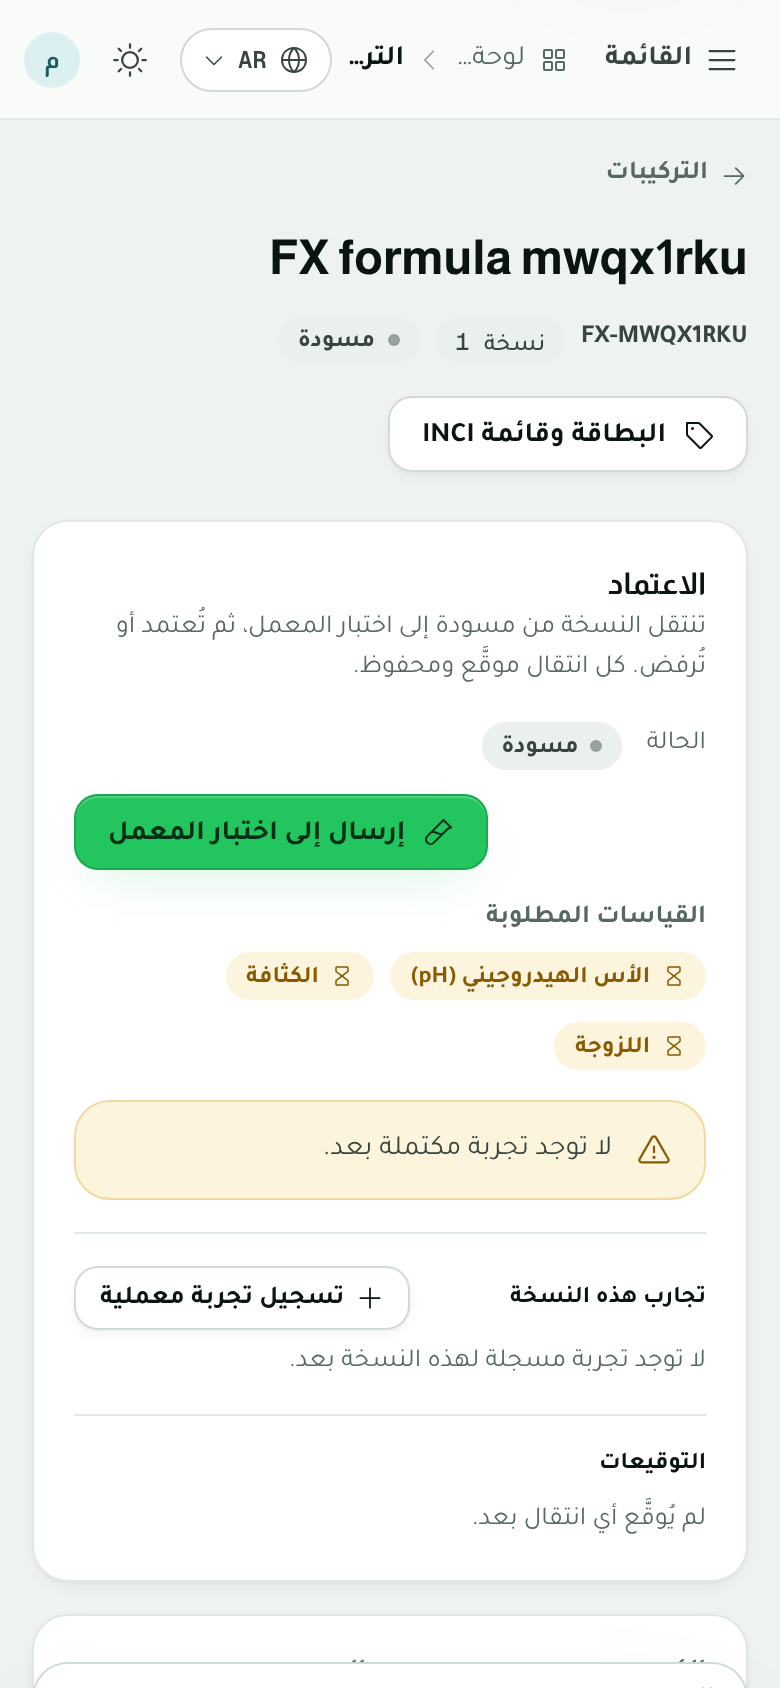 القائمة
لوحة...
التر...
AR
م
التركيبات
FX formula mwqx1rku
FX-MWQX1RKU
نسخة 1
مسودة
البطاقة وقائمة INCI
الاعتماد
تنتقل النسخة من مسودة إلى اختبار المعمل، ثم تُعتمد أو
تُرفض. كل انتقال موقَّع ومحفوظ.
الحالة
مسودة
إرسال إلى اختبار المعمل
القياسات المطلوبة
الأس الهيدروجيني (pH)
الكثافة
اللزوجة
لا توجد تجربة مكتملة بعد.
تجارب هذه النسخة
تسجيل تجربة معملية
لا توجد تجربة مسجلة لهذه النسخة بعد.
التوقيعات
لم يُوقَّع أي انتقال بعد.